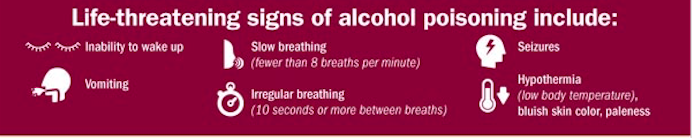 Life-threatening signs of alcohol poisoning include:
Inability to wake up
Vomiting
Slow breathing
(fewer than 8 breaths per minute)
Irregular breathing
(10 seconds or more between breaths)
Seizures
Hypothermia
(low body temperature),
bluish skin color, paleness